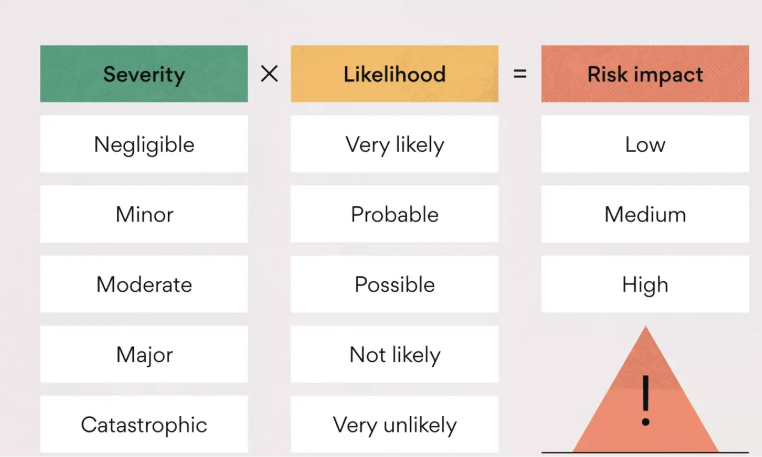 Severity × Likelihood = Risk impact
Negligible Very likely Low
Minor Probable Medium
Moderate Possible High
Major Not likely
!
Catastrophic Very unlikely